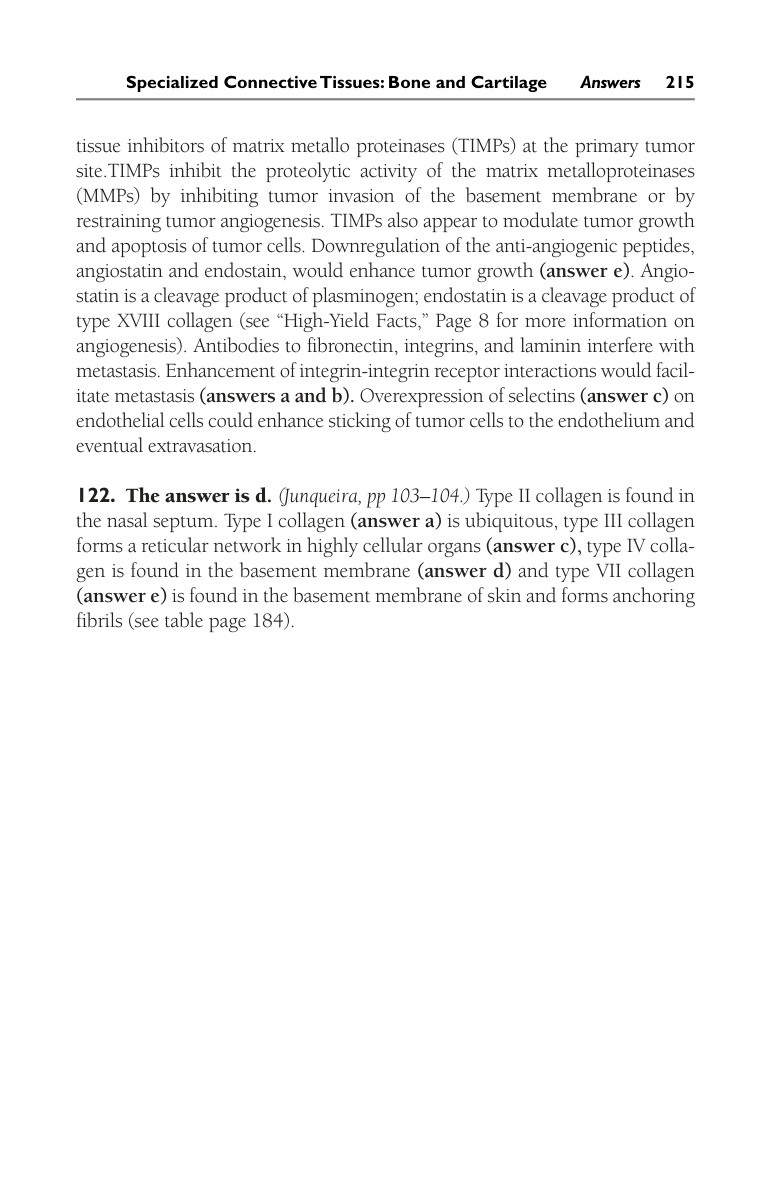 Specialized Connective Tissues: Bone and Cartilage Answers 215
tissue inhibitors of matrix metallo proteinases (TIMPs) at the primary tumor
site.TIMPs inhibit the proteolytic activity of the matrix metalloproteinases
(MMPs) by inhibiting tumor invasion of the basement membrane or by
restraining tumor angiogenesis. TIMPs also appear to modulate tumor growth
and apoptosis of tumor cells. Downregulation of the anti-angiogenic peptides,
angiostatin and endostain, would enhance tumor growth (answer e). Angio-
statin is a cleavage product of plasminogen; endostatin is a cleavage product of
type XVIII collagen (see “High-Yield Facts,” Page 8 for more information on
angiogenesis). Antibodies to fibronectin, integrins, and laminin interfere with
metastasis. Enhancement of integrin-integrin receptor interactions would facil-
itate metastasis (answers a and b). Overexpression of selectins (answer c) on
endothelial cells could enhance sticking of tumor cells to the endothelium and
eventual extravasation.
122. The answer is d. (Junqueira, pp 103–104.) Type II collagen is found in
the nasal septum. Type I collagen (answer a) is ubiquitous, type III collagen
forms a reticular network in highly cellular organs (answer c), type IV colla-
gen is found in the basement membrane (answer d) and type VII collagen
(answer e) is found in the basement membrane of skin and forms anchoring
fibrils (see table page 184).